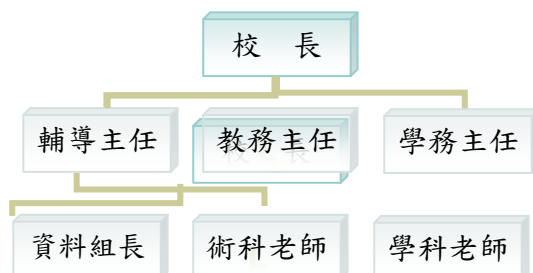 校 長
輔導主任
教務主任
學務主任
資料組長
術科老師
學科老師